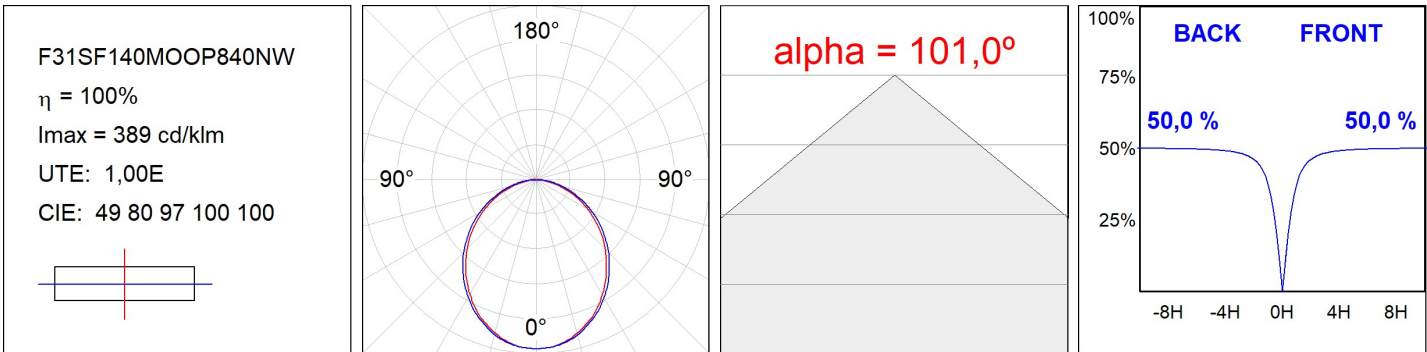 F31SF140MOOP840NW
η = 100%
Imax = 389 cd/klm
UTE: 1,00E
CIE: 49 80 97 100 100
180°
90° 90°
0°
alpha = 101,0º
100%
BACK FRONT
75%
50,0 % 50,0 %
50%
25%
-8H -4H 0H 4H 8H